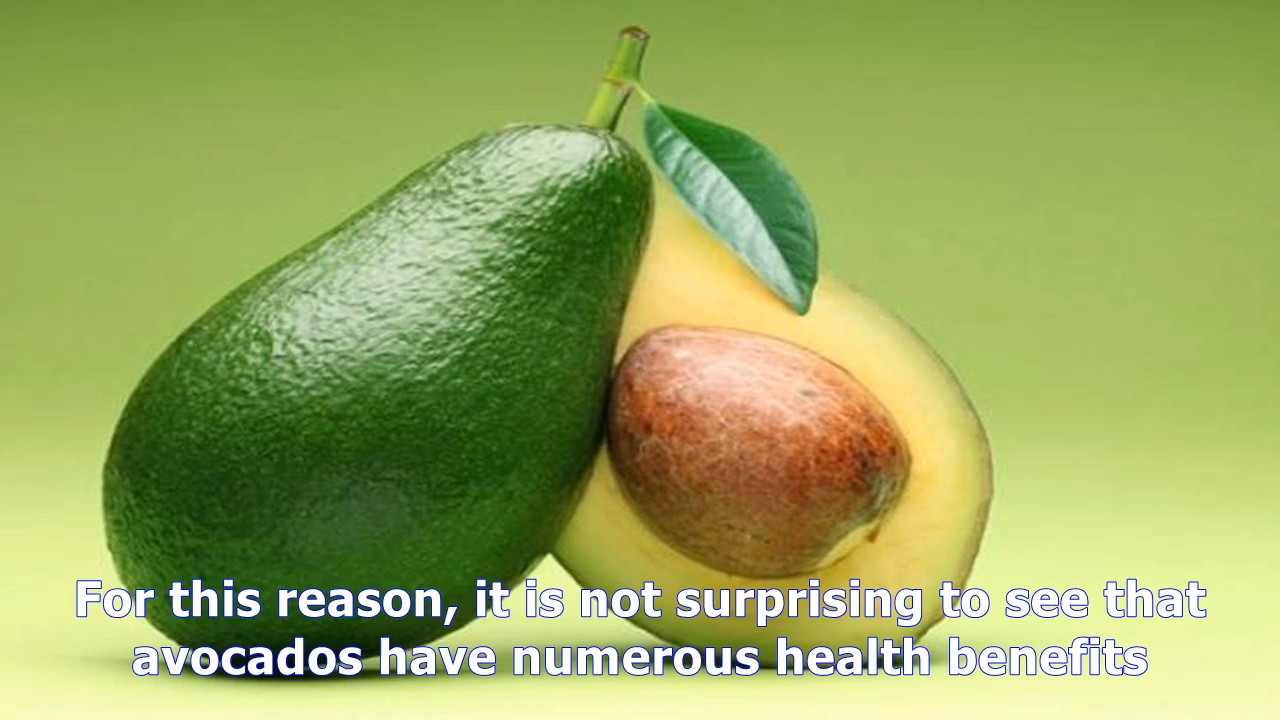 For this reason, it is not surprising to see that
avocados have numerous health benefits